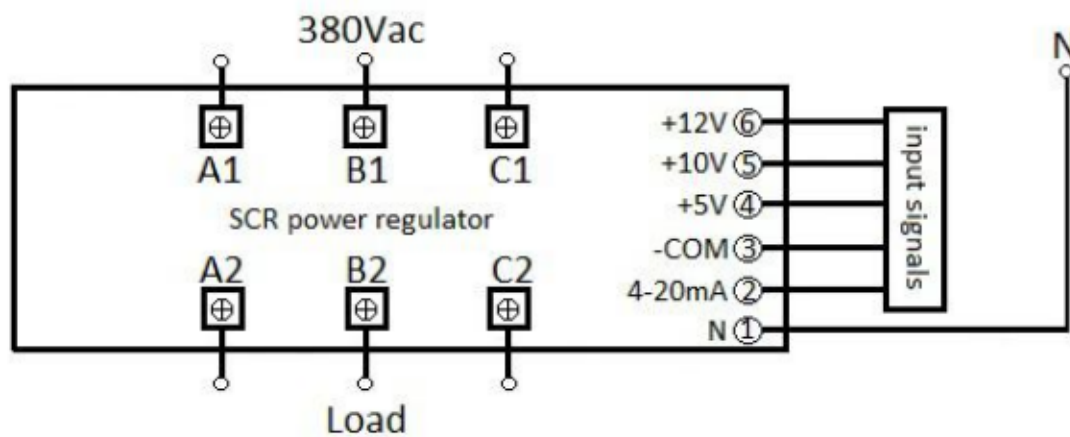 380Vac
N
A1 B1 C1
SCR power regulator
A2 B2 C2
Load
+12V ⑥
+10V ⑤
+5V ④
-COM ③
4-20mA ②
N ①
input signals